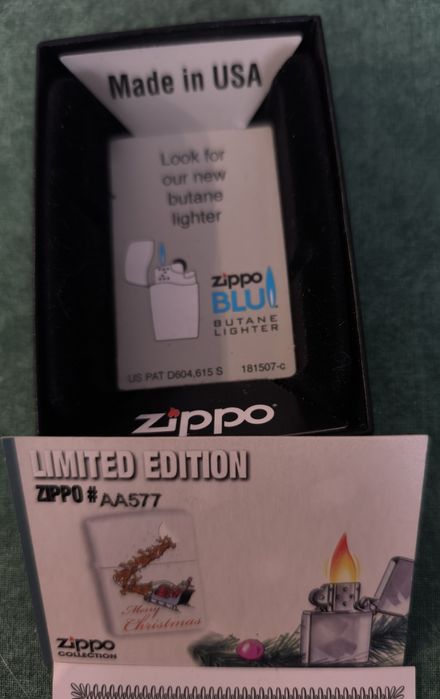 Made in USA
Look for
our new
butane
lighter
zippo
BLU
BUTANE
LIGHTER
US PAT D604,615 S 181507-c
zippo
LIMITED EDITION
ZIPPO # AA577
Merry
Christmas
zippo
COLLECTION